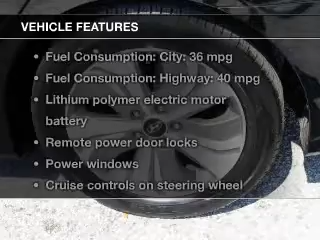 VEHICLE FEATURES
• Fuel Consumption: City: 36 mpg
• Fuel Consumption: Highway: 40 mpg
• Lithium polymer electric motor
battery
• Remote power door locks
• Power windows
• Cruise controls on steering wheel